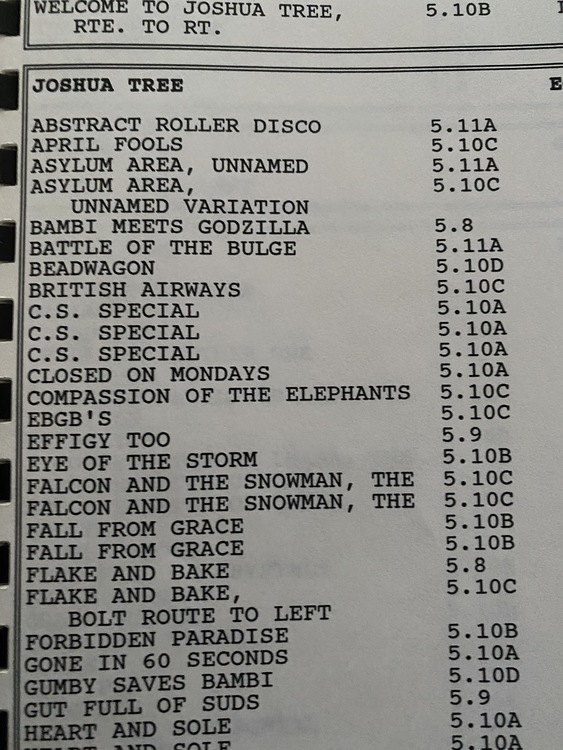 WELCOME TO JOSHUA TREE, 5.10B
RTE. TO RT.
JOSHUA TREE
ABSTRACT ROLLER DISCO 5.11A
APRIL FOOLS 5.10C
ASYLUM AREA, UNNAMED 5.11A
ASYLUM AREA, 5.10C
UNNAMED VARIATION
BAMBI MEETS GODZILLA 5.8
BATTLE OF THE BULGE 5.11A
BEADWAGON 5.10D
BRITISH AIRWAYS 5.10C
C.S. SPECIAL 5.10A
C.S. SPECIAL 5.10A
C.S. SPECIAL 5.10A
CLOSED ON MONDAYS 5.10A
COMPASSION OF THE ELEPHANTS 5.10C
EBGB'S 5.10C
EFFIGY TOO 5.9
EYE OF THE STORM 5.10B
FALCON AND THE SNOWMAN, THE 5.10C
FALCON AND THE SNOWMAN, THE 5.10C
FALL FROM GRACE 5.10B
FALL FROM GRACE 5.10B
FLAKE AND BAKE 5.8
FLAKE AND BAKE, 5.10C
BOLT ROUTE TO LEFT
FORBIDDEN PARADISE 5.10B
GONE IN 60 SECONDS 5.10A
GUMBY SAVES BAMBI 5.10D
GUT FULL OF SUDS 5.9
HEART AND SOLE 5.10A
HEART AND SOLE 5.10A